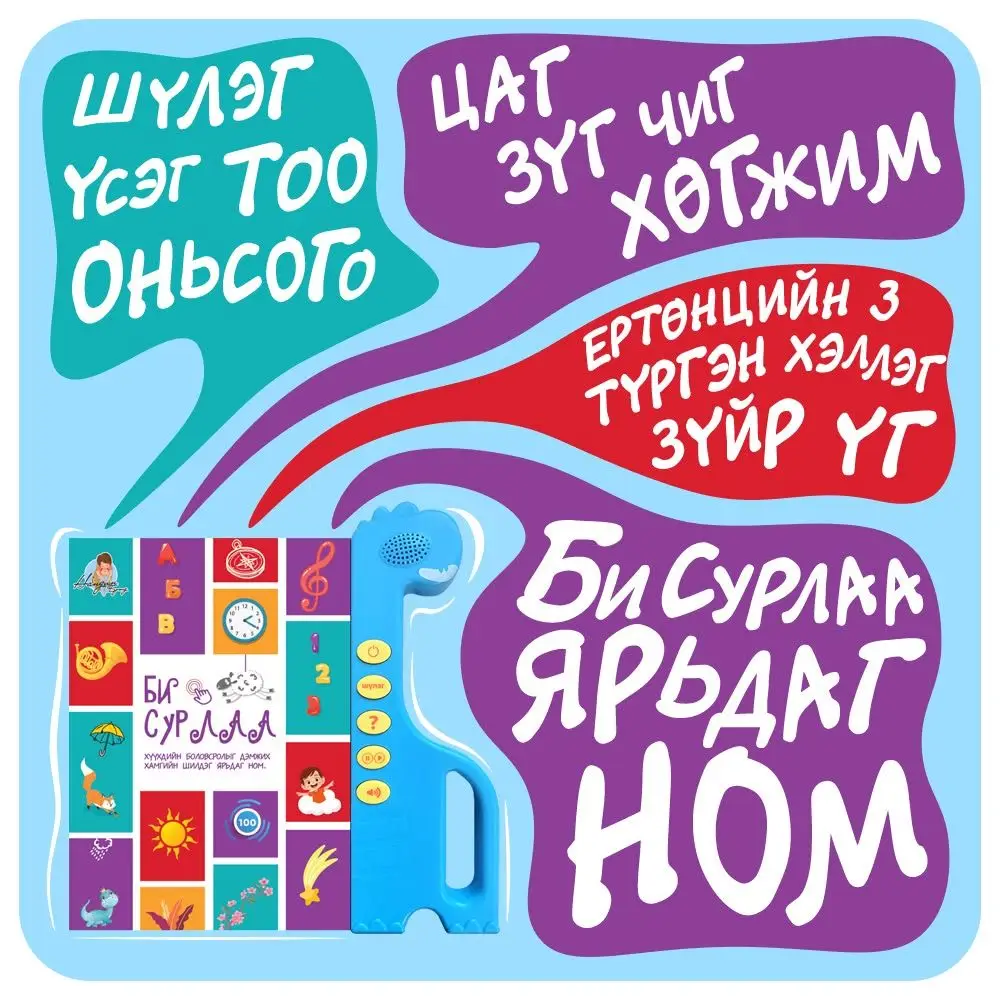 ШҮЛЭГ
ҮСЭГ ТОО
ОНЬСОГО
ЦАГ
ЗҮГ ЧИГ
ХӨГЖИМ
ЕРТӨНЦИЙН 3
ТҮРГЭН ХЭЛЛЭГ
ЗҮЙР ҮГ
БИ СУРЛАА
ЯРЬДАГ
НОМ
А
Б
В
1
2
3
шүлэг
?
БИ
СУРЛАА
ХҮҮХДИЙН БОЛОВСРОЛЫГ ДЭМЖИХ
ХАМГИЙН ШИЛДЭГ ЯРЬДАГ НОМ.
100